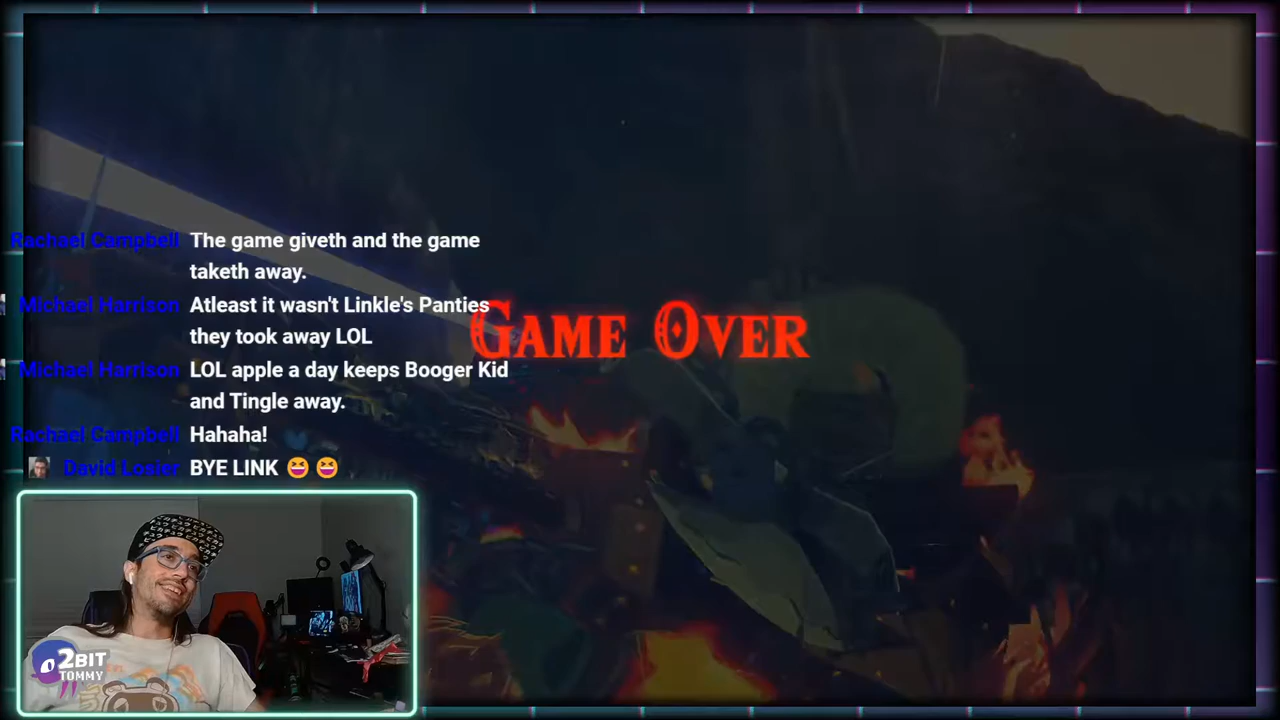 Rachael Campbell The game giveth and the game
taketh away.
Michael Harrison Atleast it wasn't Linkle's Panties
they took away LOL
GAME OVER
Michael Harrison LOL apple a day keeps Booger Kid
and Tingle away.
Rachael Campbell Hahaha!
David Losier BYE LINK 😆 😆
2BIT
TOMMY